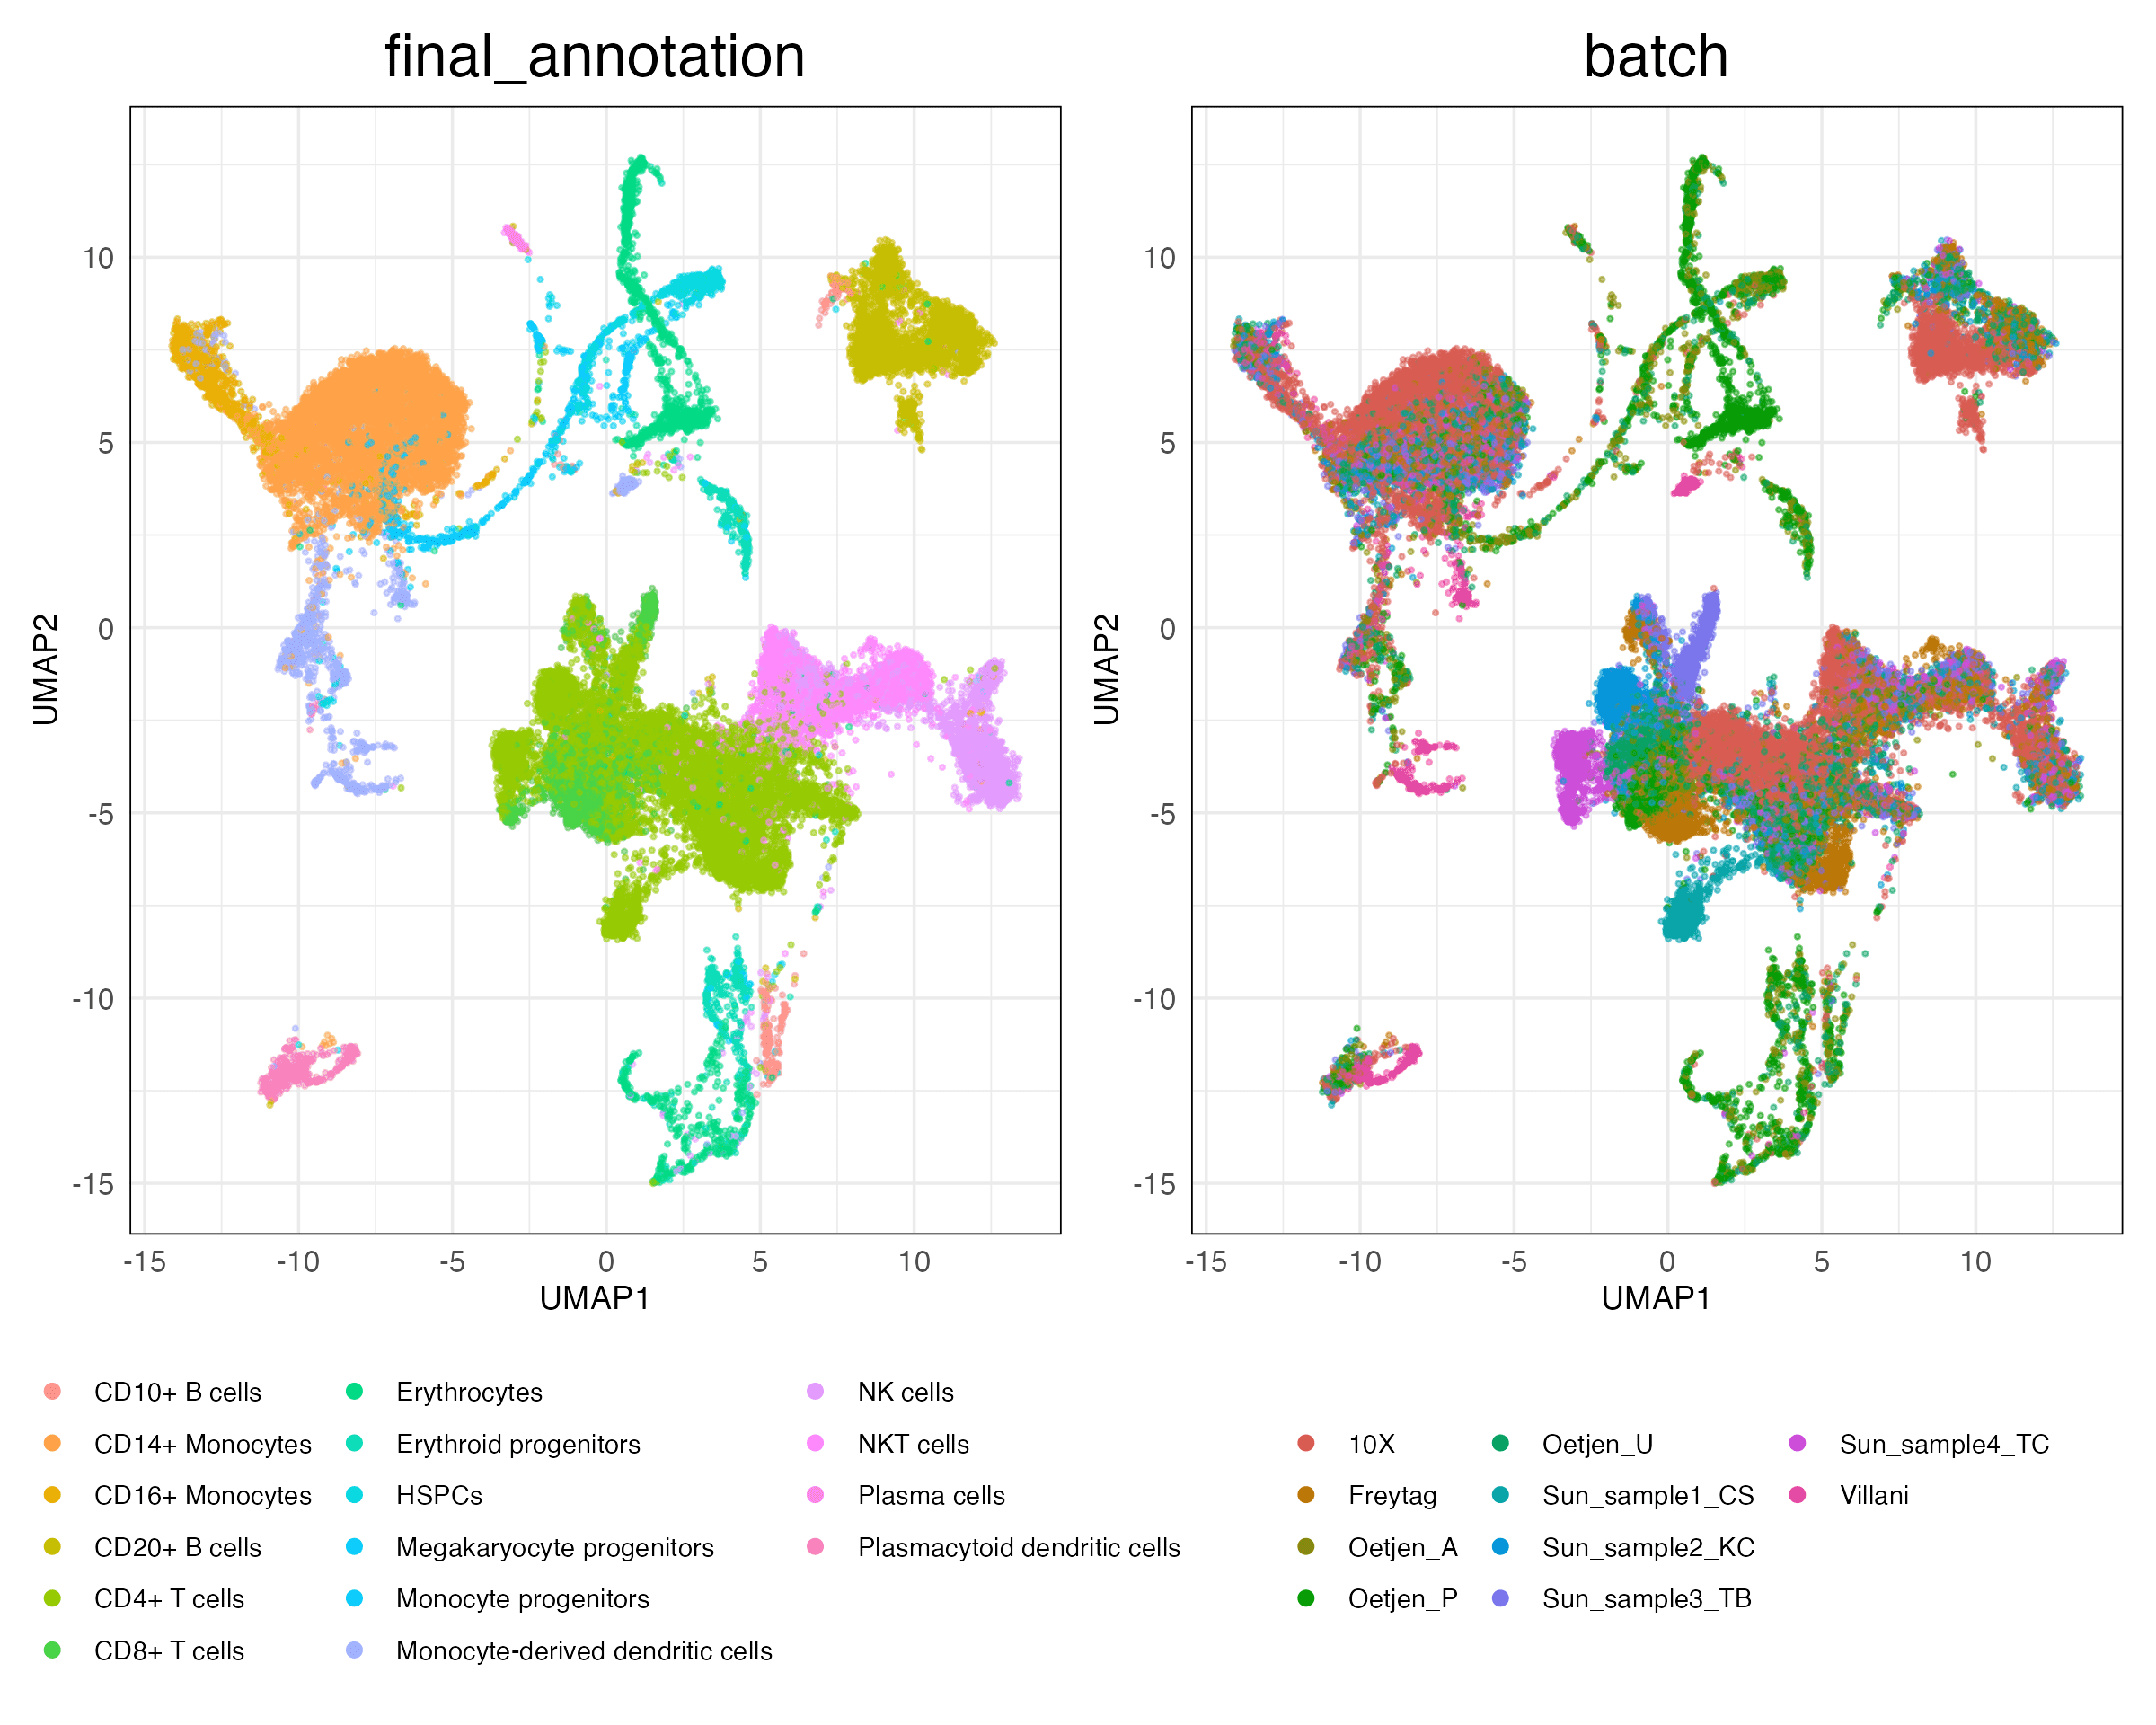 final_annotation
batch
UMAP2
10
5
0
-5
-10
-15
-15
-10
-5
0
5
10
UMAP1
UMAP2
10
5
0
-5
-10
-15
-15
-10
-5
0
5
10
UMAP1
CD10+ B cells
CD14+ Monocytes
CD16+ Monocytes
CD20+ B cells
CD4+ T cells
CD8+ T cells
Erythrocytes
Erythroid progenitors
HSPCs
Megakaryocyte progenitors
Monocyte progenitors
Monocyte-derived dendritic cells
NK cells
NKT cells
Plasma cells
Plasmacytoid dendritic cells
10X
Freytag
Oetjen_A
Oetjen_P
Oetjen_U
Sun_sample1_CS
Sun_sample2_KC
Sun_sample3_TB
Sun_sample4_TC
Villani